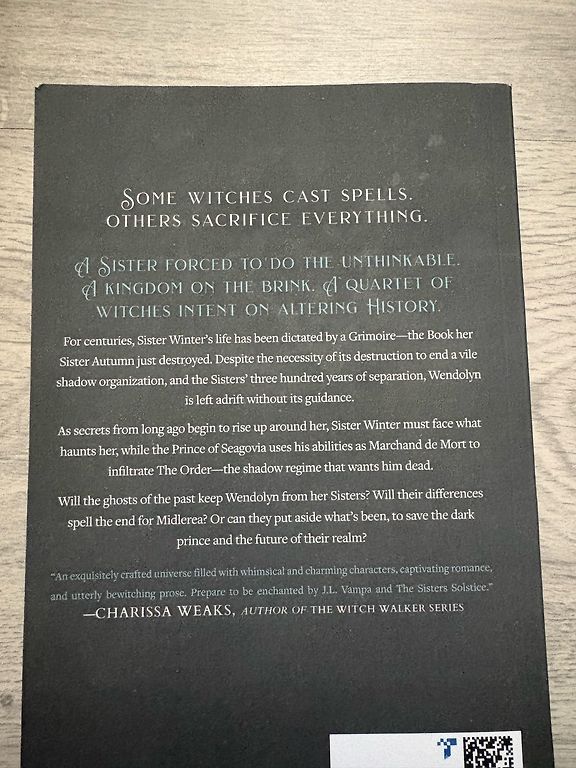 SOME WITCHES CAST SPELLS.
OTHERS SACRIFICE EVERYTHING.
A SISTER FORCED TO DO THE UNTHINKABLE.
A KINGDOM ON THE BRINK. A QUARTET OF
WITCHES INTENT ON ALTERING HISTORY.
For centuries, Sister Winter's life has been dictated by a Grimoire—the Book her
Sister Autumn just destroyed. Despite the necessity of its destruction to end a vile
shadow organization, and the Sisters' three hundred years of separation, Wendolyn
is left adrift without its guidance.
As secrets from long ago begin to rise up around her, Sister Winter must face what
haunts her, while the Prince of Seagovia uses his abilities as Marchand de Mort to
infiltrate The Order—the shadow regime that wants him dead.
Will the ghosts of the past keep Wendolyn from her Sisters? Will their differences
spell the end for Midlerea? Or can they put aside what's been, to save the dark
prince and the future of their realm?
"An exquisitely crafted universe filled with whimsical and charming characters, captivating romance,
and utterly bewitching prose. Prepare to be enchanted by J.L. Vampa and The Sisters Solstice."
—CHARISSA WEAKS, AUTHOR OF THE WITCH WALKER SERIES